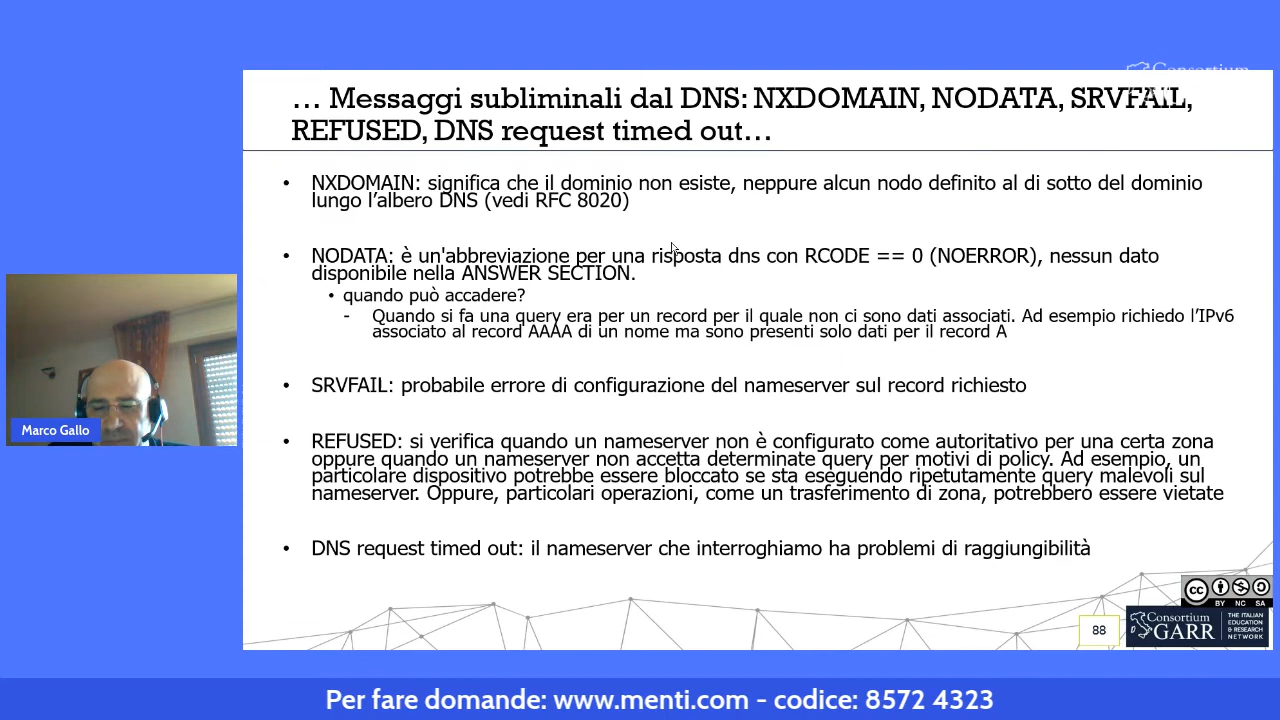 Consortium
… Messaggi subliminali dal DNS: NXDOMAIN, NODATA, SRVFAIL,
REFUSED, DNS request timed out…
• NXDOMAIN: significa che il dominio non esiste, neppure alcun nodo definito al di sotto del dominio
lungo l'albero DNS (vedi RFC 8020)
• NODATA: è un'abbreviazione per una risposta dns con RCODE == 0 (NOERROR), nessun dato
disponibile nella ANSWER SECTION.
• quando può accadere?
- Quando si fa una query era per un record per il quale non ci sono dati associati. Ad esempio richiedo l'IPv6
associato al record AAAA di un nome ma sono presenti solo dati per il record A
• SRVFAIL: probabile errore di configurazione del nameserver sul record richiesto
• REFUSED: si verifica quando un nameserver non è configurato come autoritativo per una certa zona
oppure quando un nameserver non accetta determinate query per motivi di policy. Ad esempio, un
particolare dispositivo potrebbe essere bloccato se sta eseguendo ripetutamente query malevoli sul
nameserver. Oppure, particolari operazioni, come un trasferimento di zona, potrebbero essere vietate
• DNS request timed out: il nameserver che interroghiamo ha problemi di raggiungibilità
Marco Gallo
cc
BY NC SA
88
Consortium
GARR
THE ITALIAN
EDUCATION
& RESEARCH
NETWORK
Per fare domande: www.menti.com - codice: 8572 4323